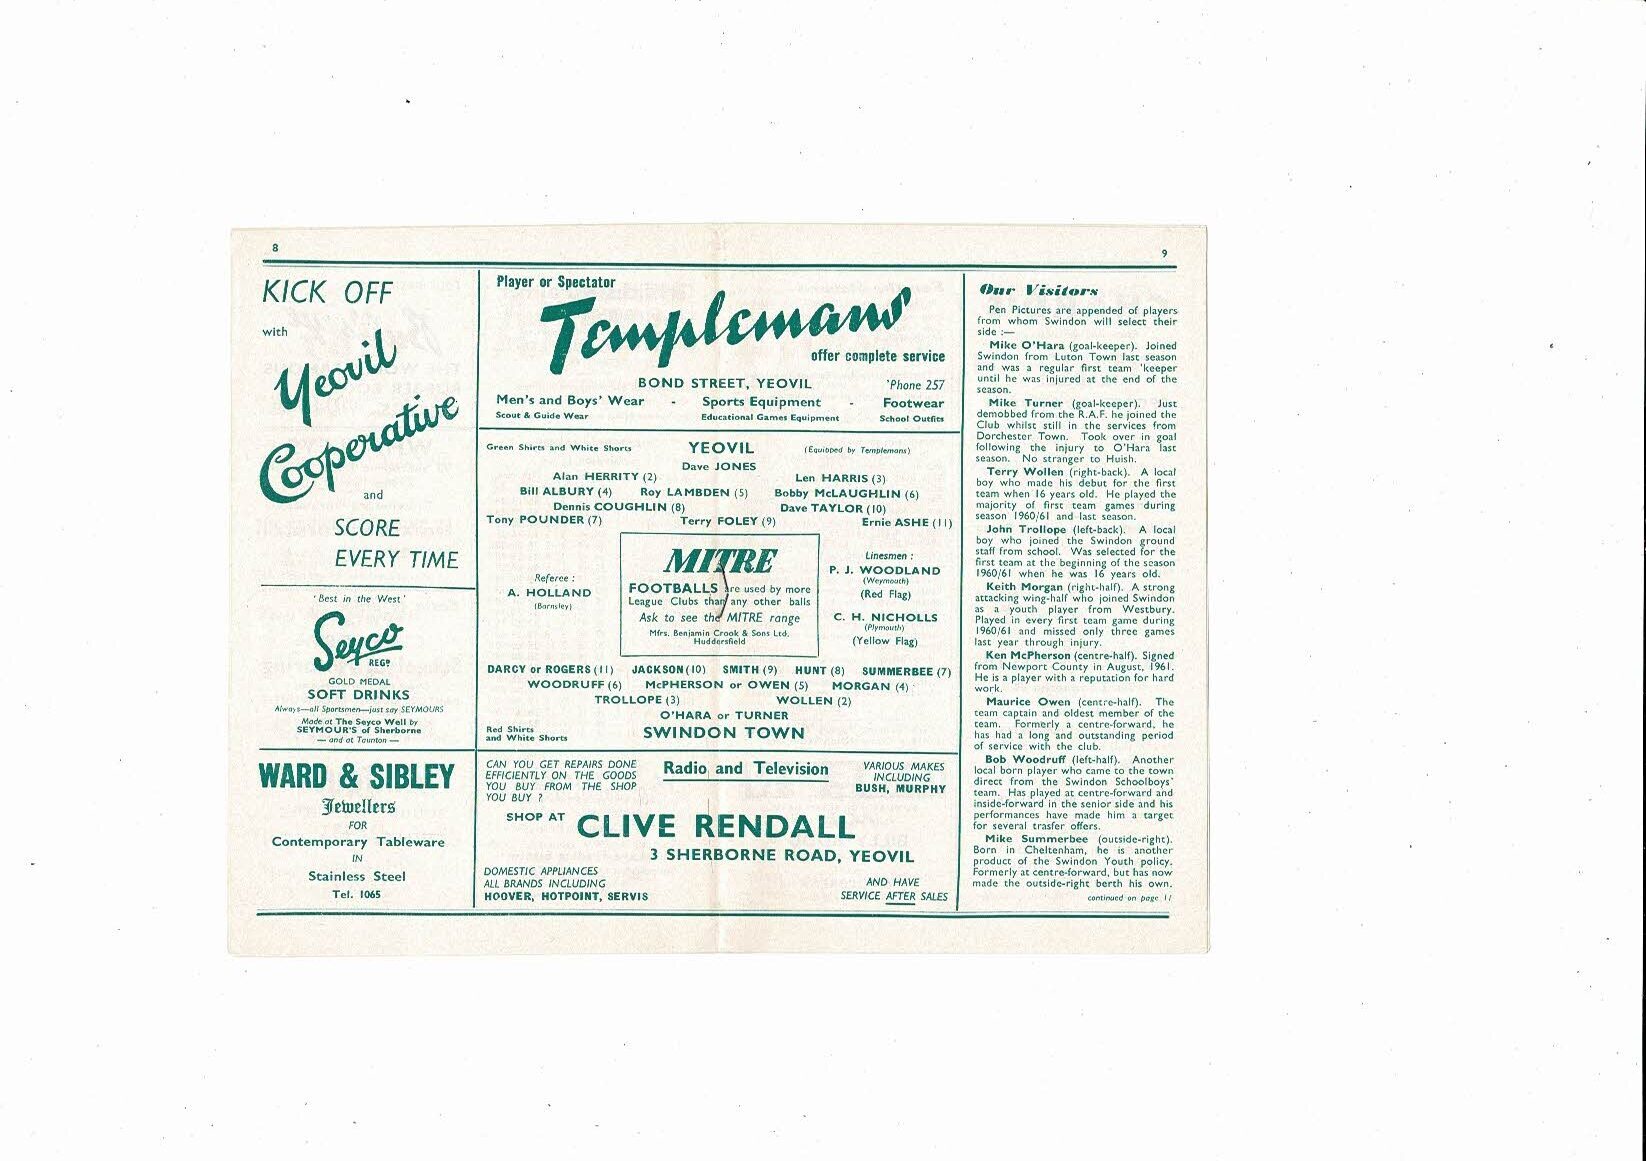 8
KICK OFF
with
Yeovil
Cooperative
and
SCORE
EVERY TIME
'Best in the West'
Seyco
REGD
GOLD MEDAL
SOFT DRINKS
Always—all Sportsmen—just say SEYMOURS
Made at The Seyco Well by
SEYMOUR'S of Sherborne
— and at Taunton —
WARD & SIBLEY
Jewellers
FOR
Contemporary Tableware
IN
Stainless Steel
Tel. 1065
Player or Spectator
Templemans'
offer complete service
BOND STREET, YEOVIL 'Phone 257
Men's and Boys' Wear - Sports Equipment - Footwear
Scout & Guide Wear Educational Games Equipment School Outfits
Green Shirts and White Shorts YEOVIL (Equipped by Templemans)
Dave JONES
Alan HERRITY (2) Len HARRIS (3)
Bill ALBURY (4) Roy LAMBDEN (5) Bobby McLAUGHLIN (6)
Dennis COUGHLIN (8) Dave TAYLOR (10)
Tony POUNDER (7) Terry FOLEY (9) Ernie ASHE (11)
Referee :
A. HOLLAND
(Barnsley)
MITRE
FOOTBALLS are used by more
League Clubs than any other balls
Ask to see the MITRE range
Mfrs. Benjamin Crook & Sons Ltd.
Huddersfield
Linesmen :
P. J. WOODLAND
(Weymouth)
(Red Flag)
C. H. NICHOLLS
(Plymouth)
(Yellow Flag)
DARCY or ROGERS (11) JACKSON (10) SMITH (9) HUNT (8) SUMMERBEE (7)
WOODRUFF (6) McPHERSON or OWEN (5) MORGAN (4)
TROLLOPE (3) WOLLEN (2)
O'HARA or TURNER
Red Shirts
and White Shorts SWINDON TOWN
CAN YOU GET REPAIRS DONE
EFFICIENTLY ON THE GOODS
YOU BUY FROM THE SHOP
YOU BUY ?
Radio and Television
VARIOUS MAKES
INCLUDING
BUSH, MURPHY
SHOP AT CLIVE RENDALL
3 SHERBORNE ROAD, YEOVIL
DOMESTIC APPLIANCES
ALL BRANDS INCLUDING
HOOVER, HOTPOINT, SERVIS
AND HAVE
SERVICE AFTER SALES
9
Our Visitors
Pen Pictures are appended of players
from whom Swindon will select their
side :—
Mike O'Hara (goal-keeper). Joined
Swindon from Luton Town last season
and was a regular first team 'keeper
until he was injured at the end of the
season.
Mike Turner (goal-keeper). Just
demobbed from the R.A.F. he joined the
Club whilst still in the services from
Dorchester Town. Took over in goal
following the injury to O'Hara last
season. No stranger to Huish.
Terry Wollen (right-back). A local
boy who made his debut for the first
team when 16 years old. He played the
majority of first team games during
season 1960/61 and last season.
John Trollope (left-back). A local
boy who joined the Swindon ground
staff from school. Was selected for the
first team at the beginning of the season
1960/61 when he was 16 years old.
Keith Morgan (right-half). A strong
attacking wing-half who joined Swindon
as a youth player from Westbury.
Played in every first team game during
1960/61 and missed only three games
last year through injury.
Ken McPherson (centre-half). Signed
from Newport County in August, 1961.
He is a player with a reputation for hard
work.
Maurice Owen (centre-half). The
team captain and oldest member of the
team. Formerly a centre-forward, he
has had a long and outstanding period
of service with the club.
Bob Woodruff (left-half). Another
local born player who came to the town
direct from the Swindon Schoolboys'
team. Has played at centre-forward and
inside-forward in the senior side and his
performances have made him a target
for several trasfer offers.
Mike Summerbee (outside-right).
Born in Cheltenham, he is another
product of the Swindon Youth policy.
Formerly at centre-forward, but has now
made the outside-right berth his own.
continued on page 11